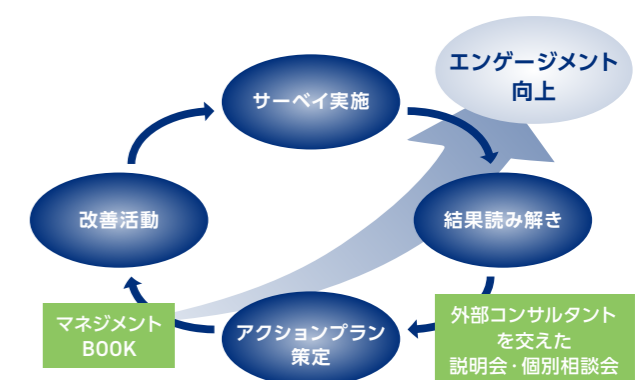 エンゲージメント
向上
サーベイ実施
改善活動
結果読み解き
マネジメント
BOOK
アクションプラン
策定
外部コンサルタント
を交えた
説明会・個別相談会